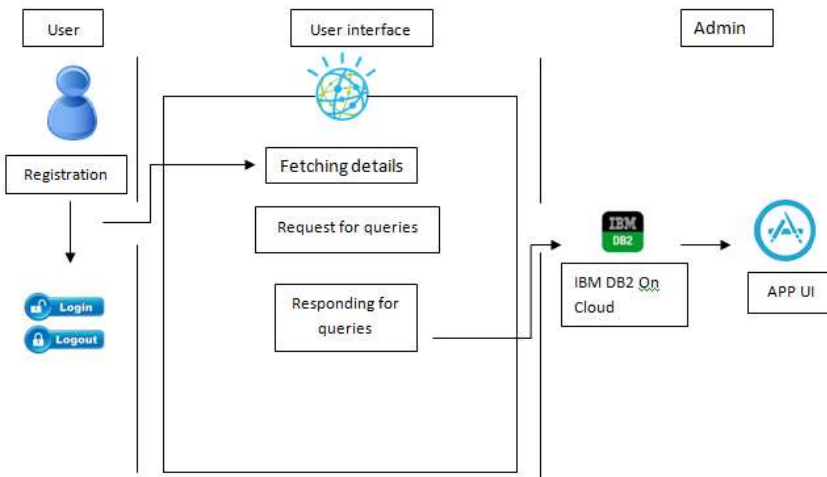 User
User interface
Admin
Registration
Fetching details
Request for queries
Responding for
queries
Login
Logout
IBM
DB2
IBM DB2 On
Cloud
APP UI